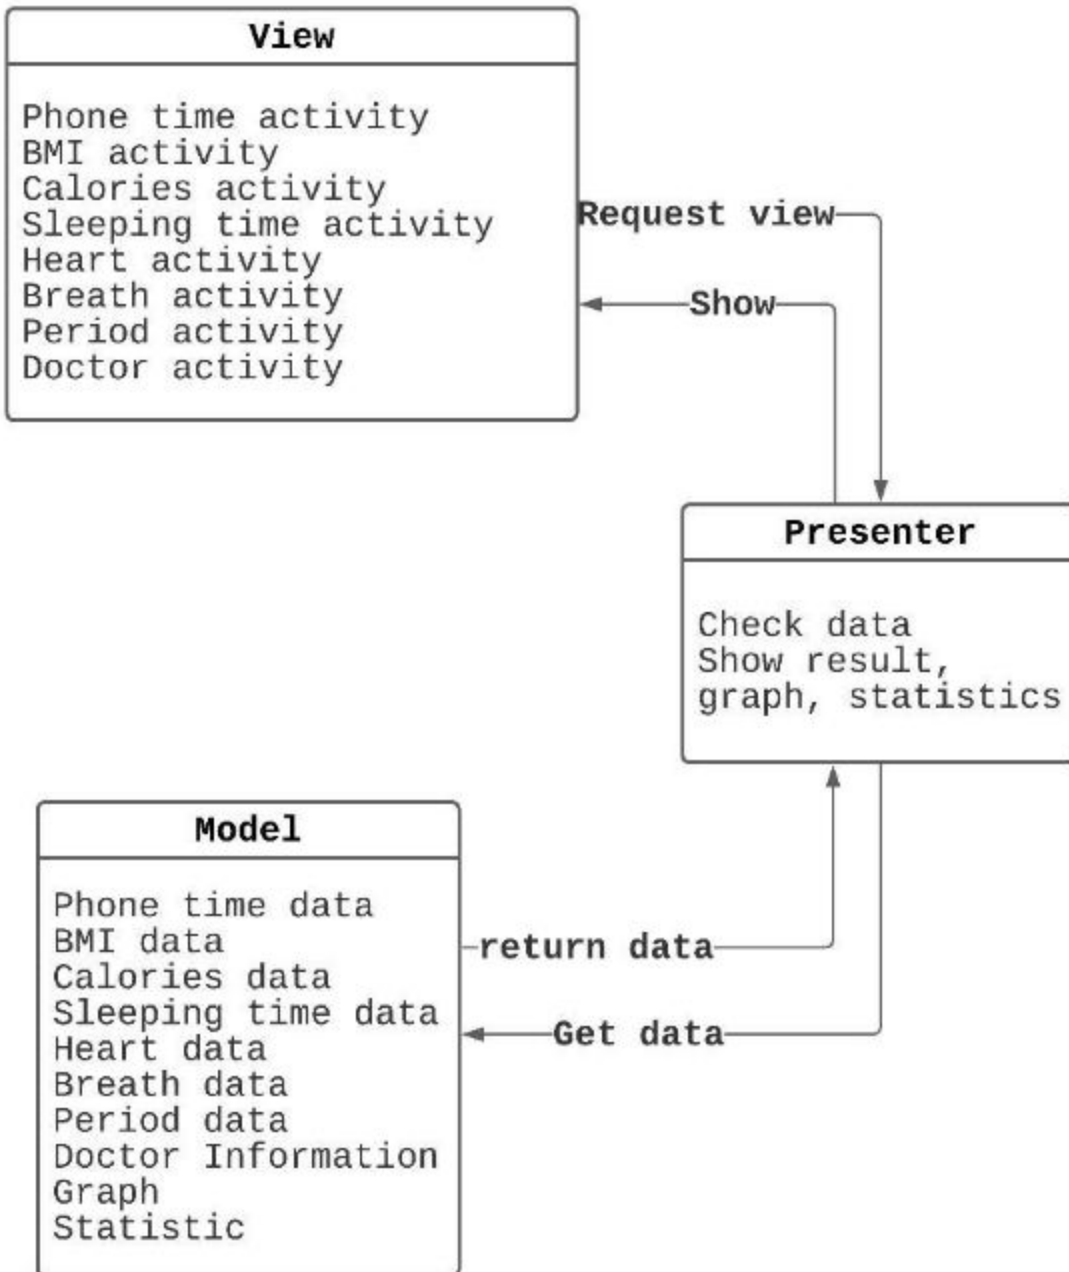 View
Phone time activity
BMI activity
Calories activity
Sleeping time activity
Heart activity
Breath activity
Period activity
Doctor activity
Request view
Show
Presenter
Check data
Show result,
graph, statistics
Model
Phone time data
BMI data
Calories data
Sleeping time data
Heart data
Breath data
Period data
Doctor Information
Graph
Statistic
return data
Get data